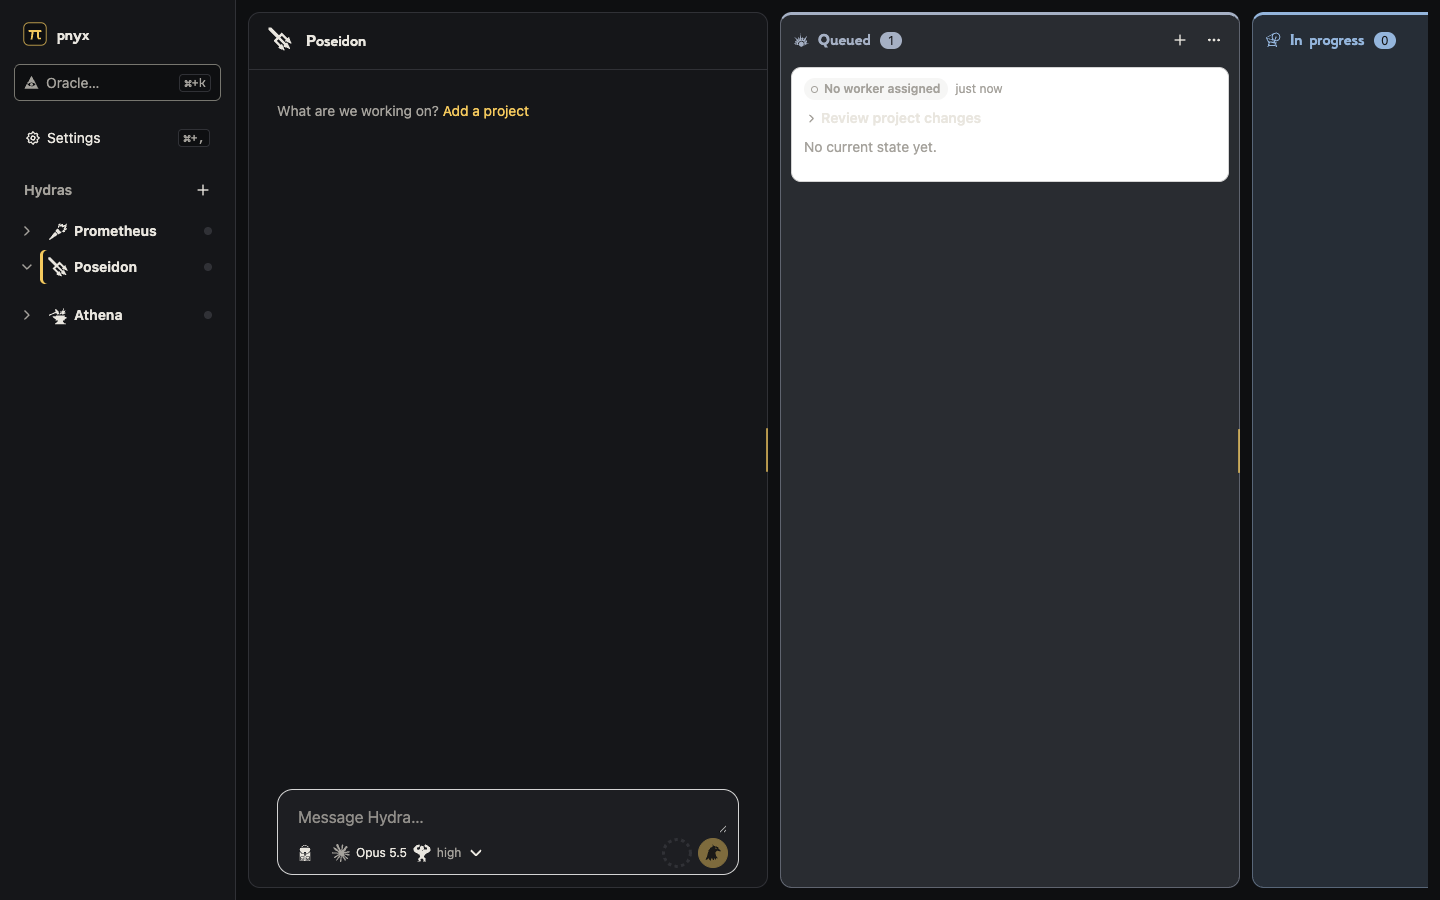 π pnyx
Oracle... ⌘+k
Settings ⌘+,
Hydras
Prometheus
Poseidon
Athena
Poseidon
What are we working on? Add a project
Message Hydra...
Opus 5.5 high
Queued 1
No worker assigned just now
Review project changes
No current state yet.
In progress 0